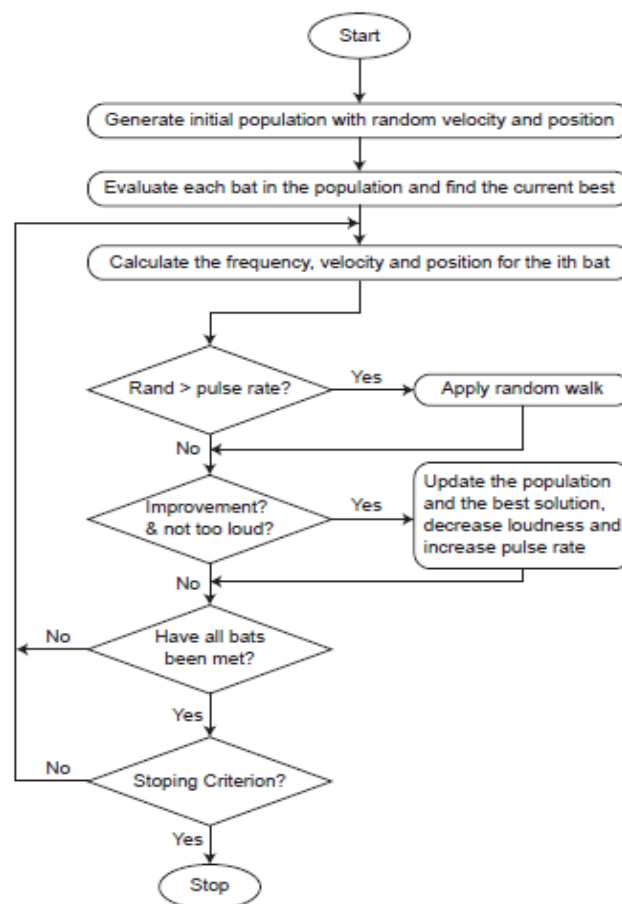 Start
Generate initial population with random velocity and position
Evaluate each bat in the population and find the current best
Calculate the frequency, velocity and position for the ith bat
Rand > pulse rate?
Yes
Apply random walk
No
Improvement?
& not too loud?
Yes
Update the population
and the best solution,
decrease loudness and
increase pulse rate
No
Have all bats
been met?
No
Yes
Stoping Criterion?
No
Yes
Stop